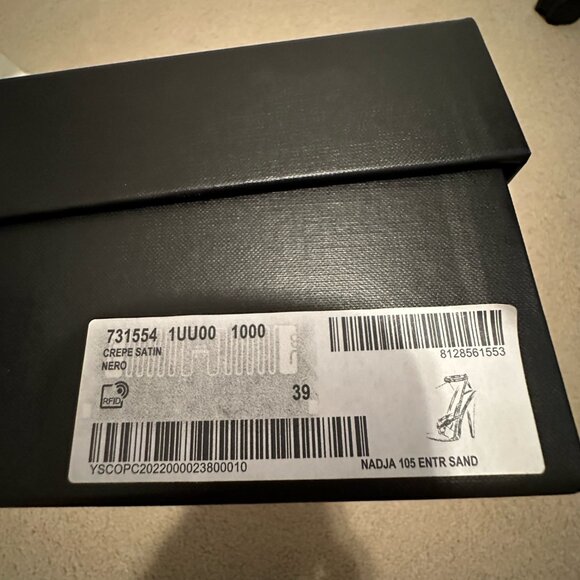 731554 1UU00 1000
CREPE SATIN
NERO
8128561553
RFID
39
YSCOPC2022000023800010
NADJA 105 ENTR SAND